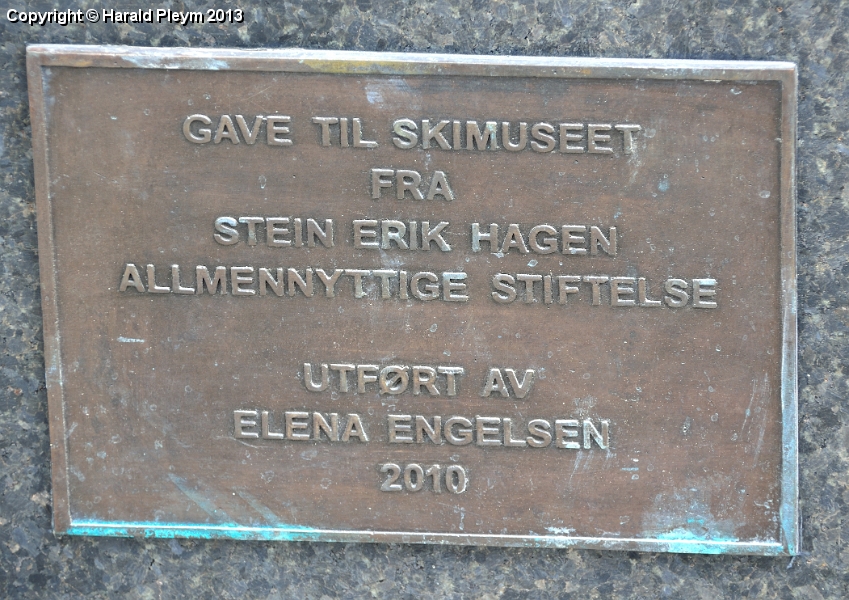 Copyright © Harald Pleym 2013
GAVE TIL SKIMUSEET
FRA
STEIN ERIK HAGEN
ALLMENNYTTIGE STIFTELSE
UTFØRT AV
ELENA ENGELSEN
2010